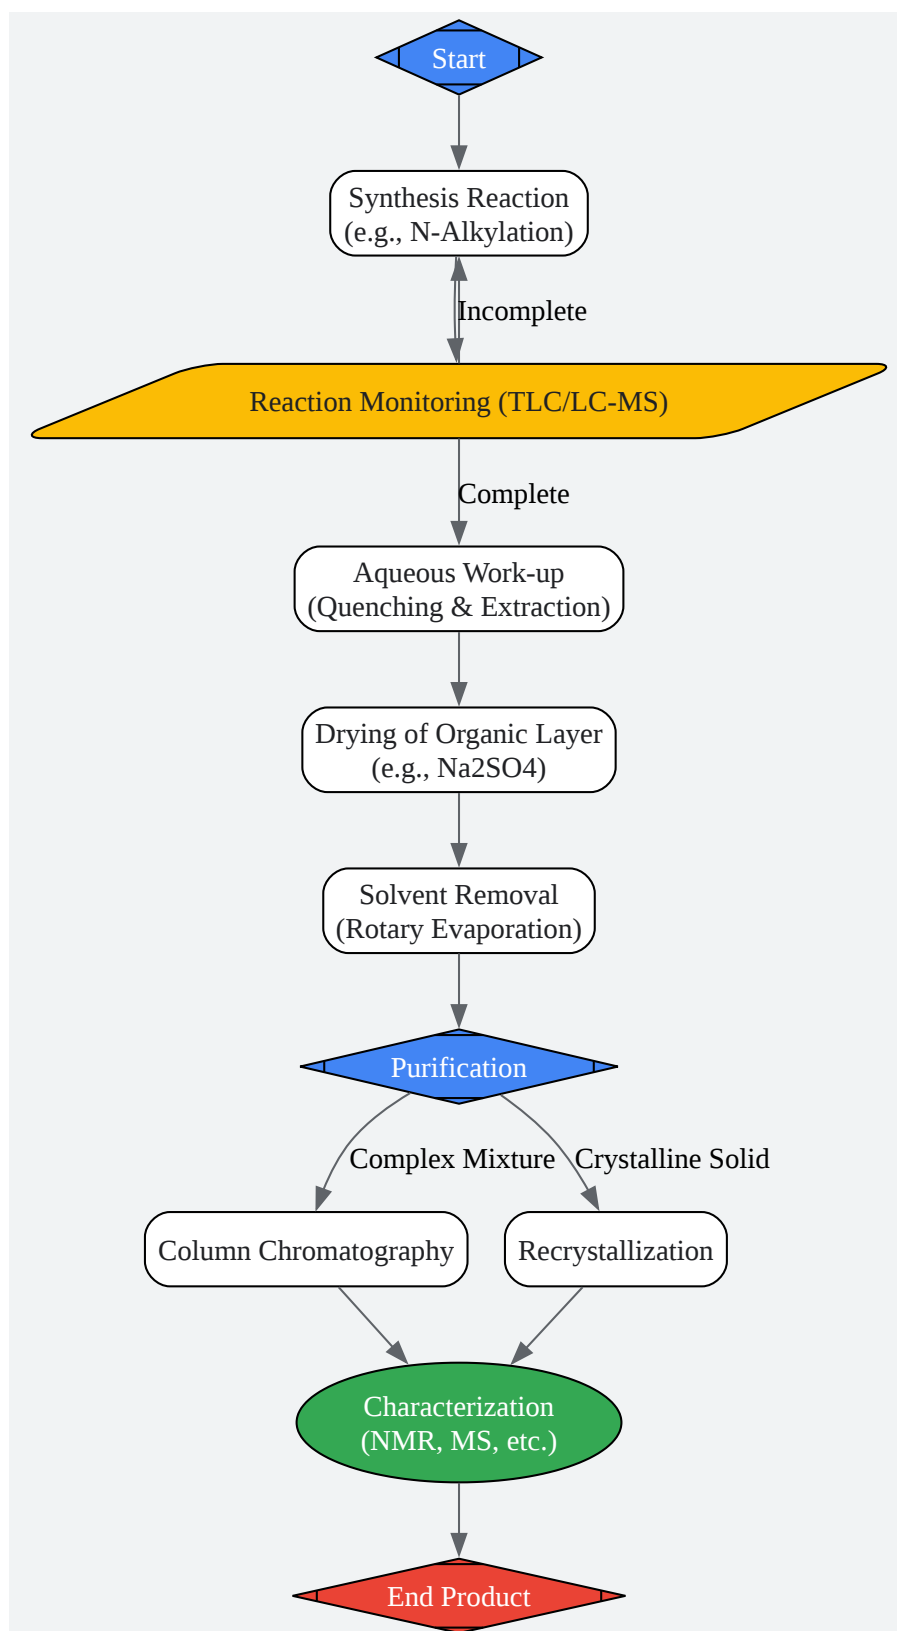 Start
Synthesis Reaction
(e.g., N-Alkylation)
Incomplete
Reaction Monitoring (TLC/LC-MS)
Complete
Aqueous Work-up
(Quenching & Extraction)
Drying of Organic Layer
(e.g., Na2SO4)
Solvent Removal
(Rotary Evaporation)
Purification
Complex Mixture
Crystalline Solid
Column Chromatography
Recrystallization
Characterization
(NMR, MS, etc.)
End Product